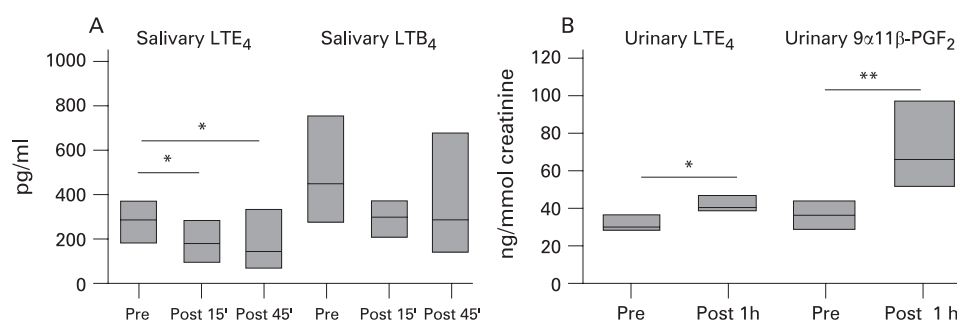 A
Salivary LTE₄ Salivary LTB₄
1000
800
600
400
200
0
pg/ml
*
*
Pre Post 15' Post 45' Pre Post 15' Post 45'
B
Urinary LTE₄ Urinary 9α11β-PGF₂
120
100
80
60
40
20
0
ng/mmol creatinine
**
*
Pre Post 1h Pre Post 1 h